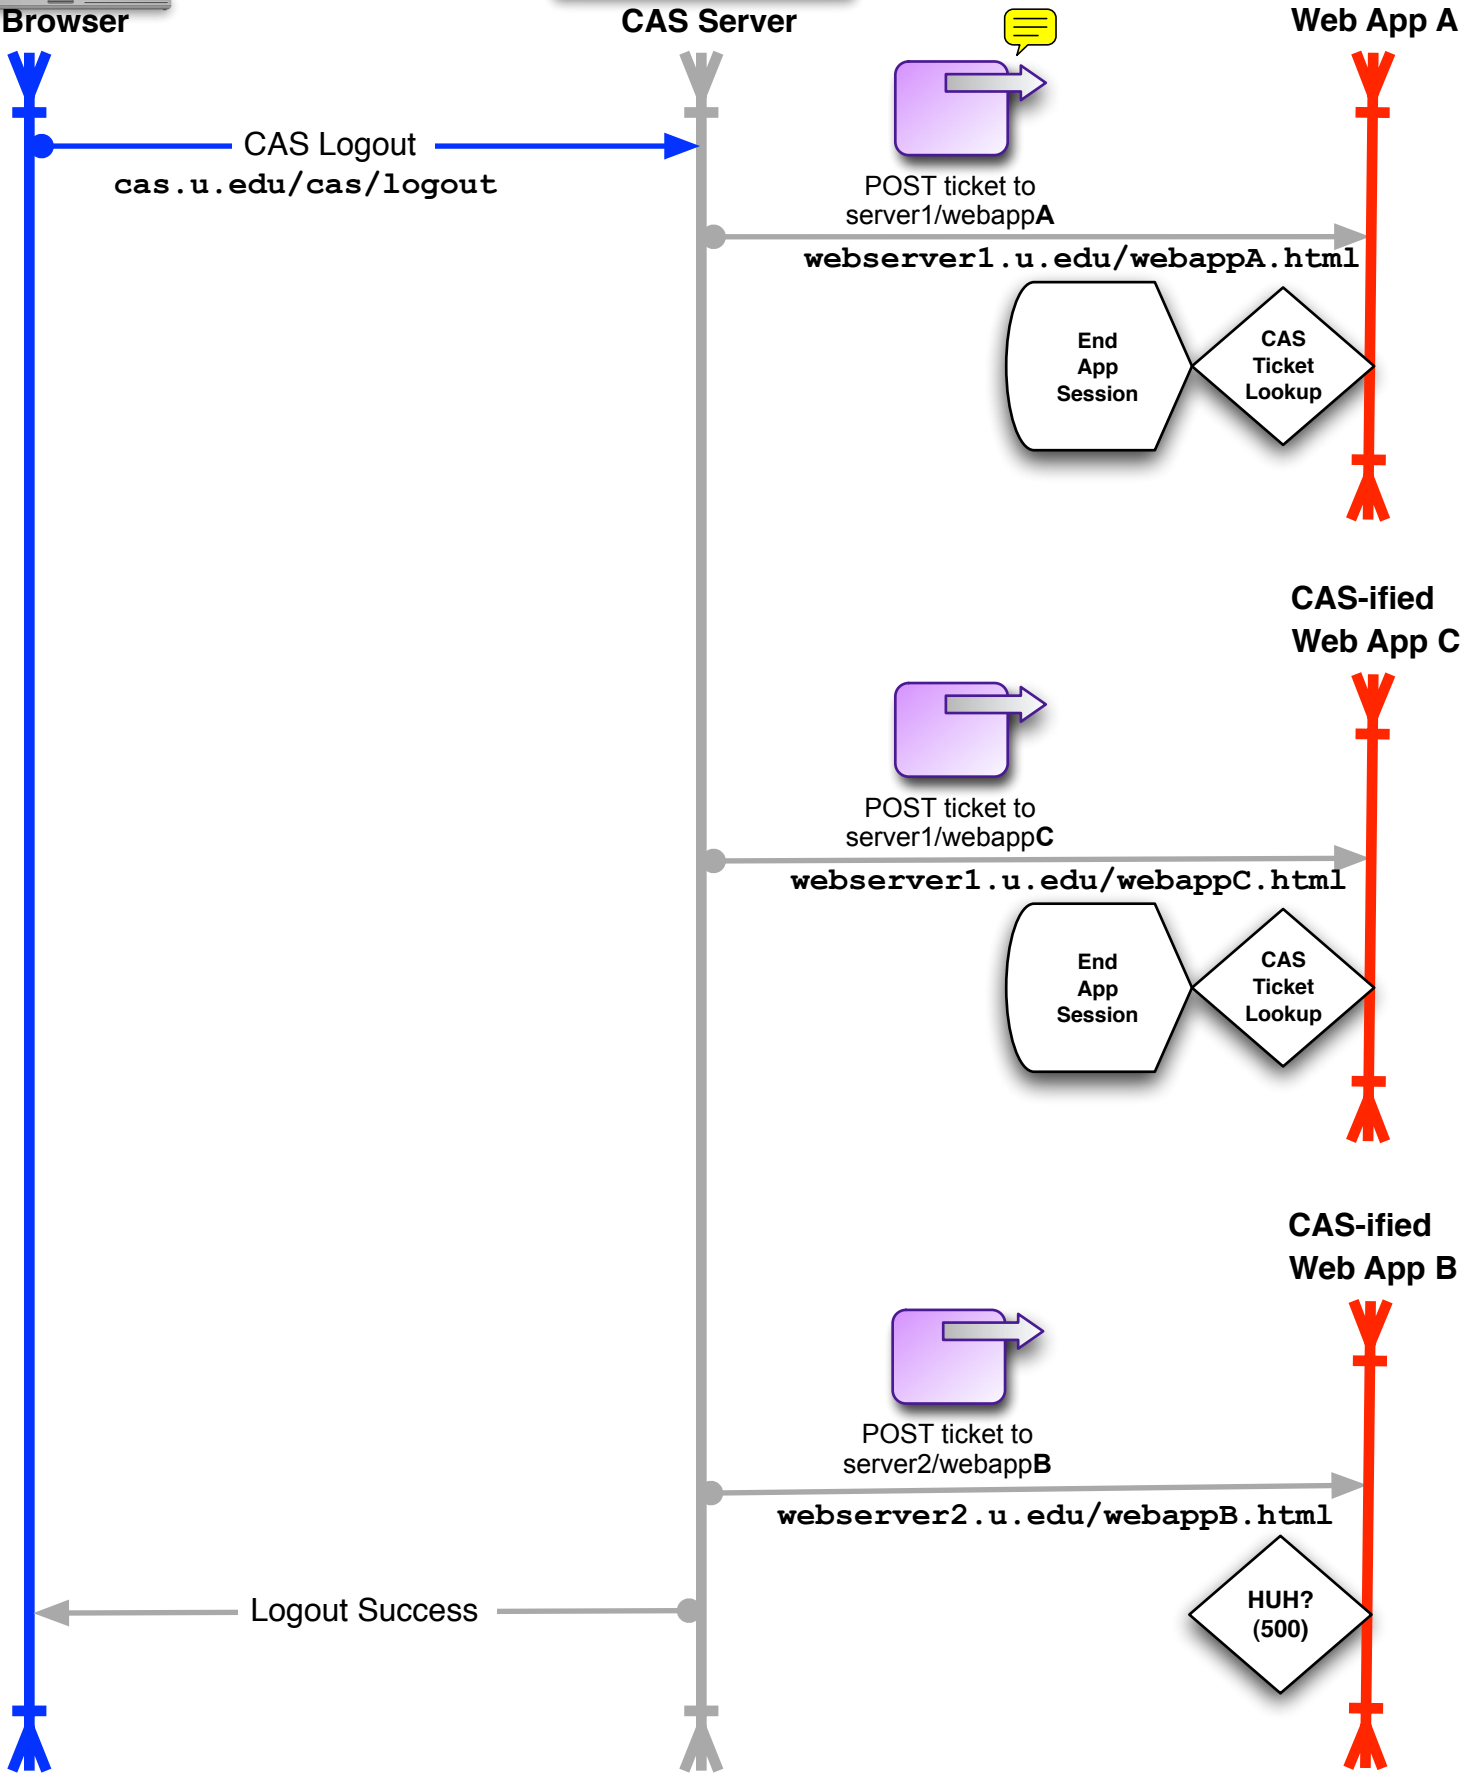 Browser
CAS Server
Web App A
CAS Logout
cas.u.edu/cas/logout
POST ticket to
server1/webappA
webserver1.u.edu/webappA.html
End
App
Session
CAS
Ticket
Lookup
CAS-ified
Web App C
POST ticket to
server1/webappC
webserver1.u.edu/webappC.html
End
App
Session
CAS
Ticket
Lookup
CAS-ified
Web App B
POST ticket to
server2/webappB
webserver2.u.edu/webappB.html
HUH?
(500)
Logout Success